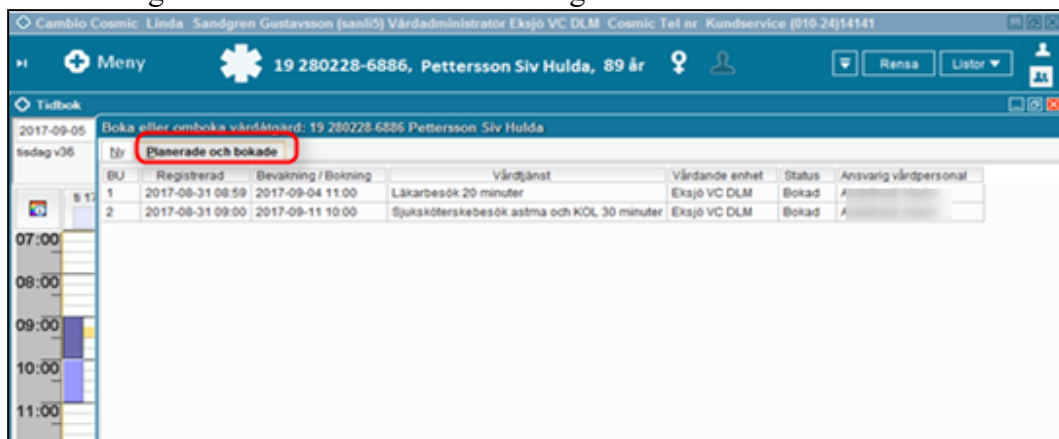 Cambio Cosmic Linda Sandgren Gustavsson (sanli5) Vårdadministratör Eksjö VC DLM Cosmic Tel nr Kundservice (010-24)14141
Meny 19 280228-6886, Pettersson Siv Hulda, 89 år Rensa Listor
Tidbok
2017-09-05 Boka eller omboka vårdåtgärd: 19 280228-6886 Pettersson Siv Hulda
tisdag v36 Ny Planerade och bokade
BU Registrerad Bevakning / Bokning Vårdtjänst Vårdande enhet Status Ansvarig vårdpersonal
1 2017-08-31 08:59 2017-09-04 11:00 Läkarbesök 20 minuter Eksjö VC DLM Bokad
2 2017-08-31 09:00 2017-09-11 10:00 Sjuksköterskebesök astma och KOL 30 minuter Eksjö VC DLM Bokad
07:00
08:00
09:00
10:00
11:00